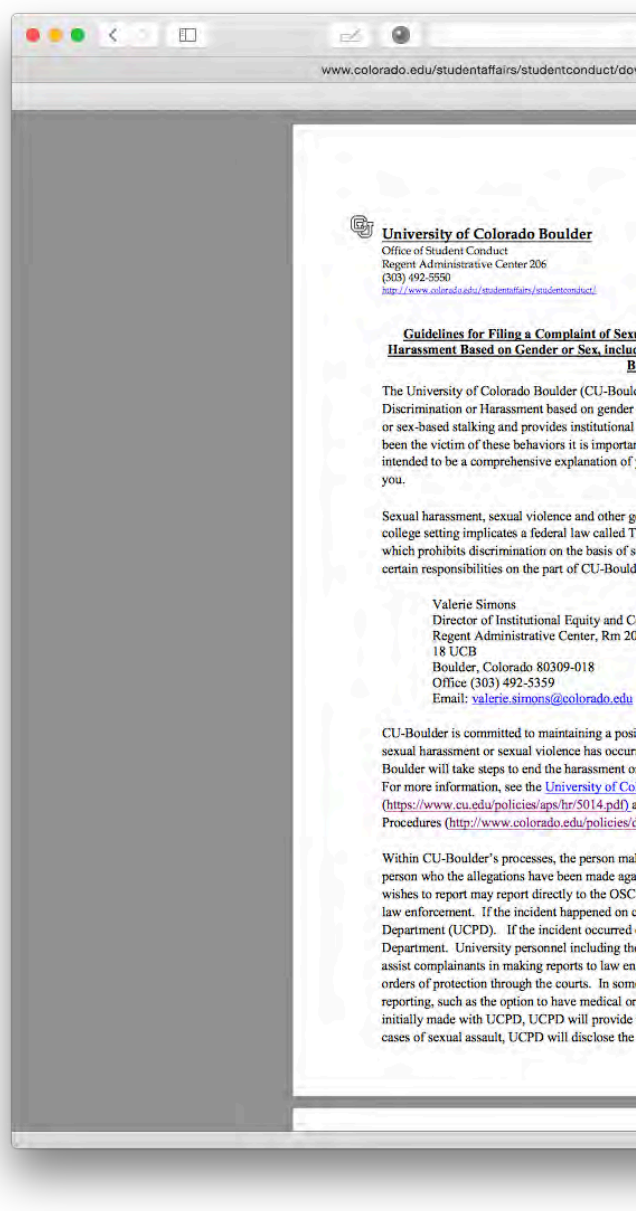 www.colorado.edu/studentaffairs/studentconduct/do
University of Colorado Boulder
Office of Student Conduct
Regent Administrative Center 206
(303) 492-5550
http://www.colorado.edu/studentaffairs/studentconduct/
Guidelines for Filing a Complaint of Sexu
Harassment Based on Gender or Sex, includ
B
The University of Colorado Boulder (CU-Bould
Discrimination or Harassment based on gender
or sex-based stalking and provides institutional
been the victim of these behaviors it is importan
intended to be a comprehensive explanation of
you.
Sexual harassment, sexual violence and other g
college setting implicates a federal law called T
which prohibits discrimination on the basis of s
certain responsibilities on the part of CU-Bould
Valerie Simons
Director of Institutional Equity and C
Regent Administrative Center, Rm 20
18 UCB
Boulder, Colorado 80309-018
Office (303) 492-5359
Email: valerie.simons@colorado.edu
CU-Boulder is committed to maintaining a posi
sexual harassment or sexual violence has occur
Boulder will take steps to end the harassment o
For more information, see the University of Col
(https://www.cu.edu/policies/aps/hr/5014.pdf) a
Procedures (http://www.colorado.edu/policies/d
Within CU-Boulder's processes, the person mak
person who the allegations have been made aga
wishes to report may report directly to the OSC
law enforcement. If the incident happened on c
Department (UCPD). If the incident occurred
Department. University personnel including the
assist complainants in making reports to law en
orders of protection through the courts. In som
reporting, such as the option to have medical or
initially made with UCPD, UCPD will provide
cases of sexual assault, UCPD will disclose the